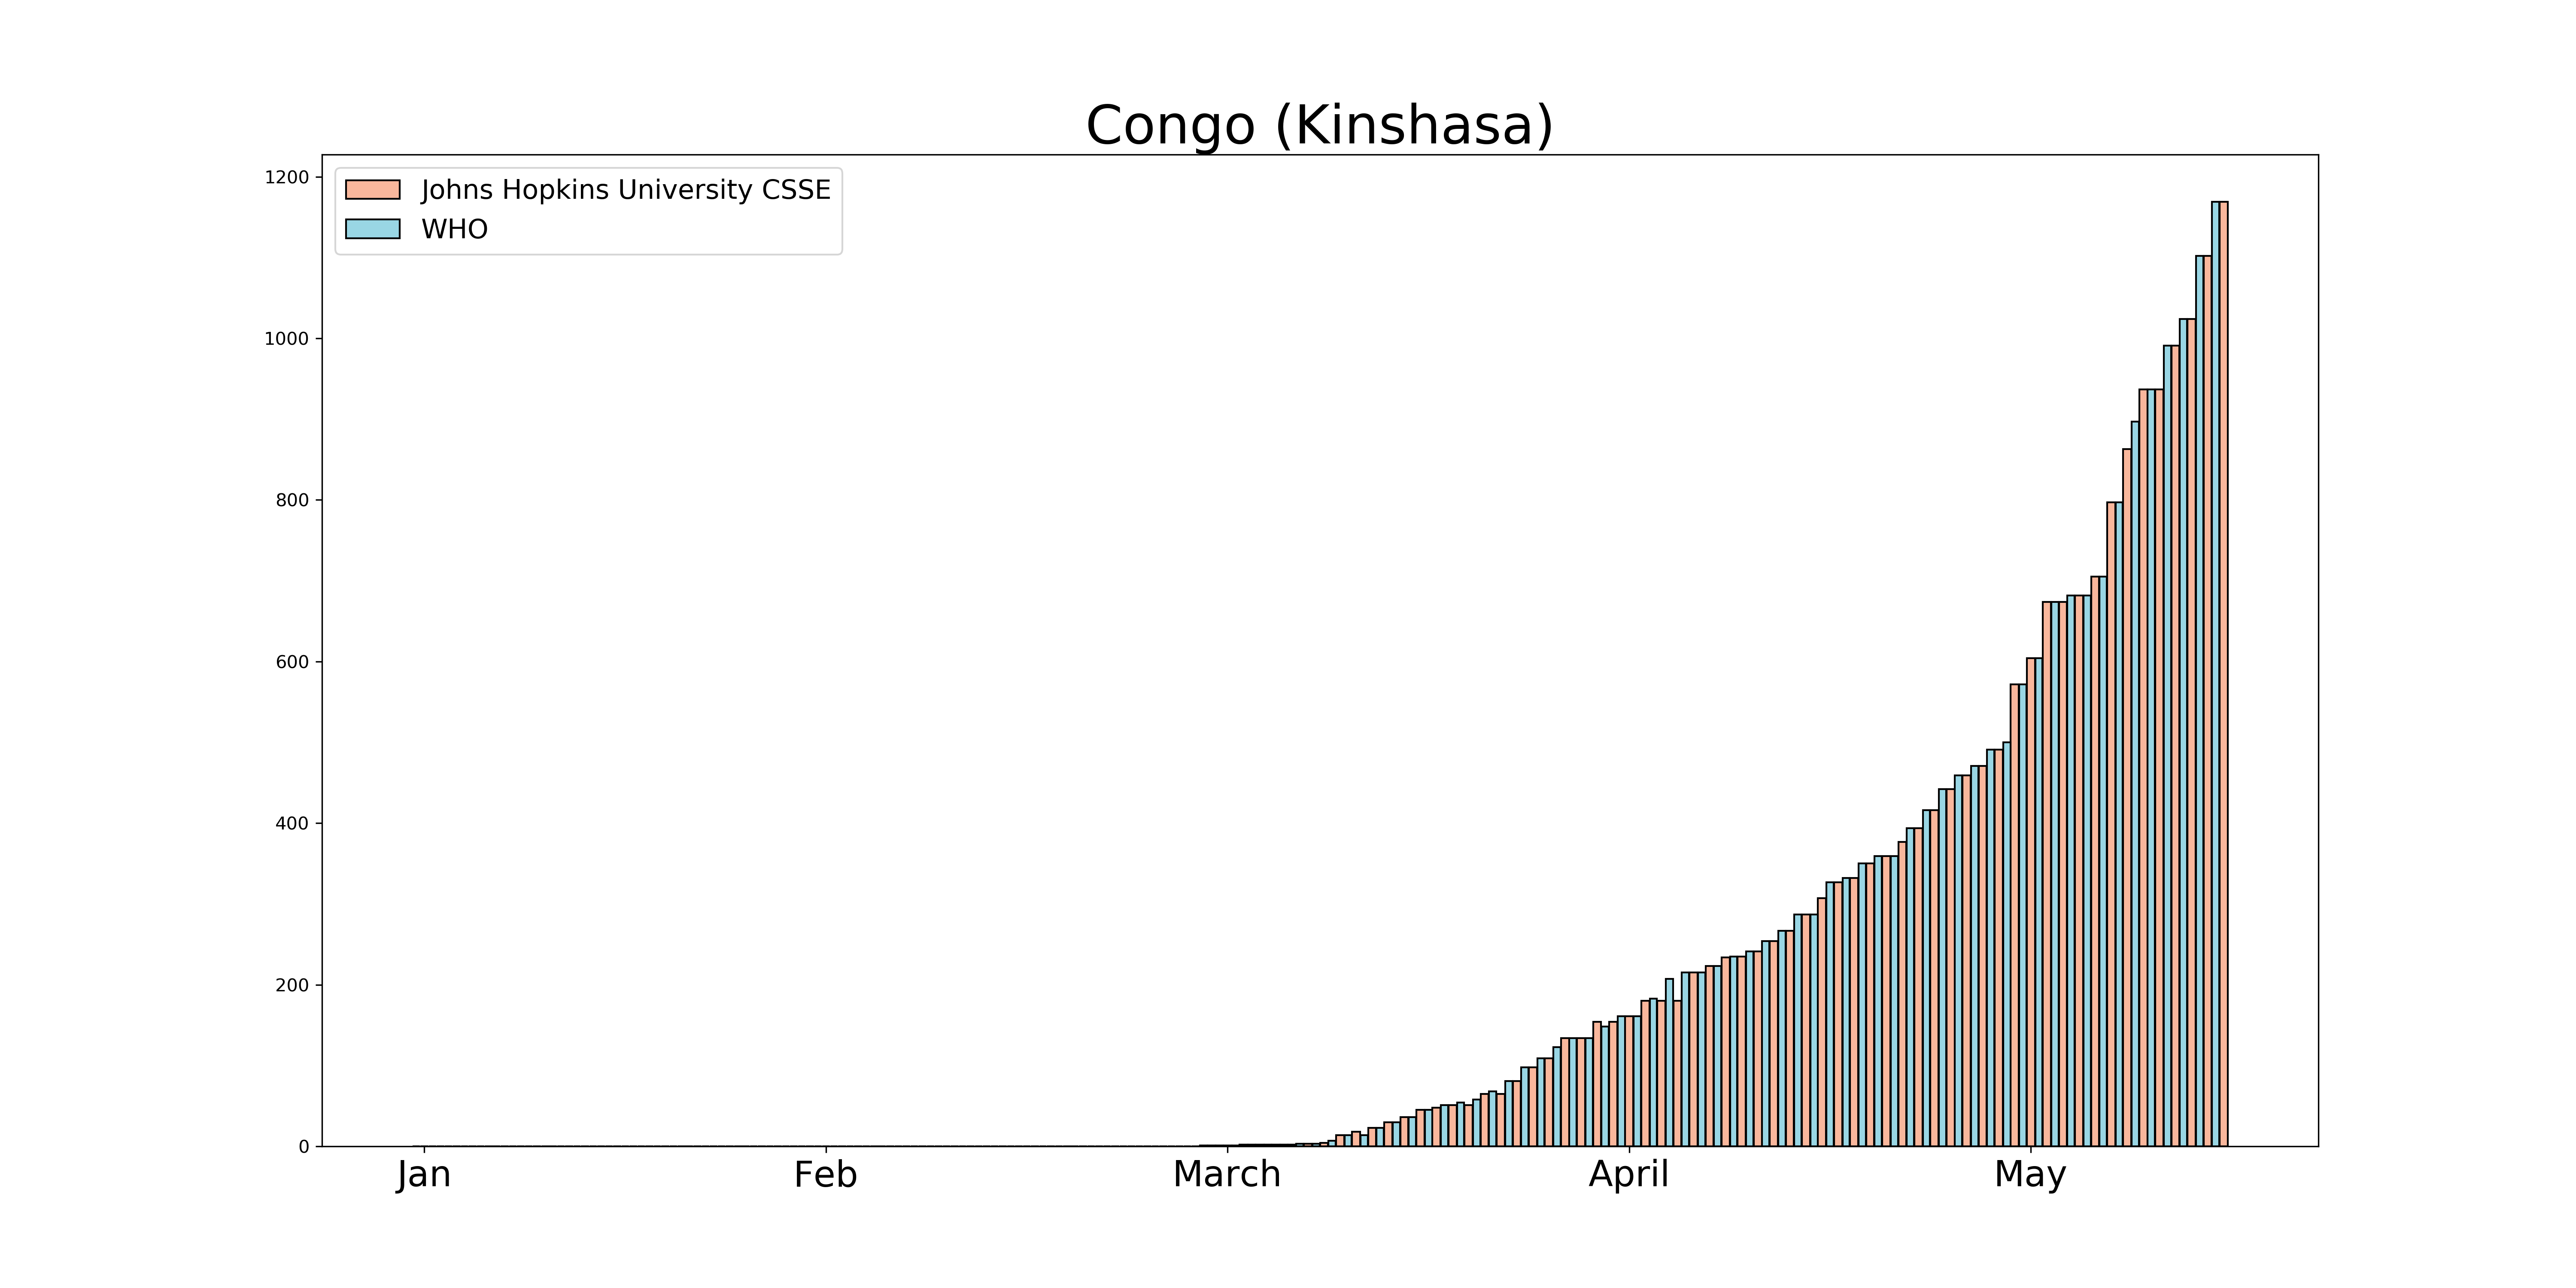 Congo (Kinshasa)
Johns Hopkins University CSSE
WHO
1200
1000
800
600
400
200
0
Jan Feb March April May